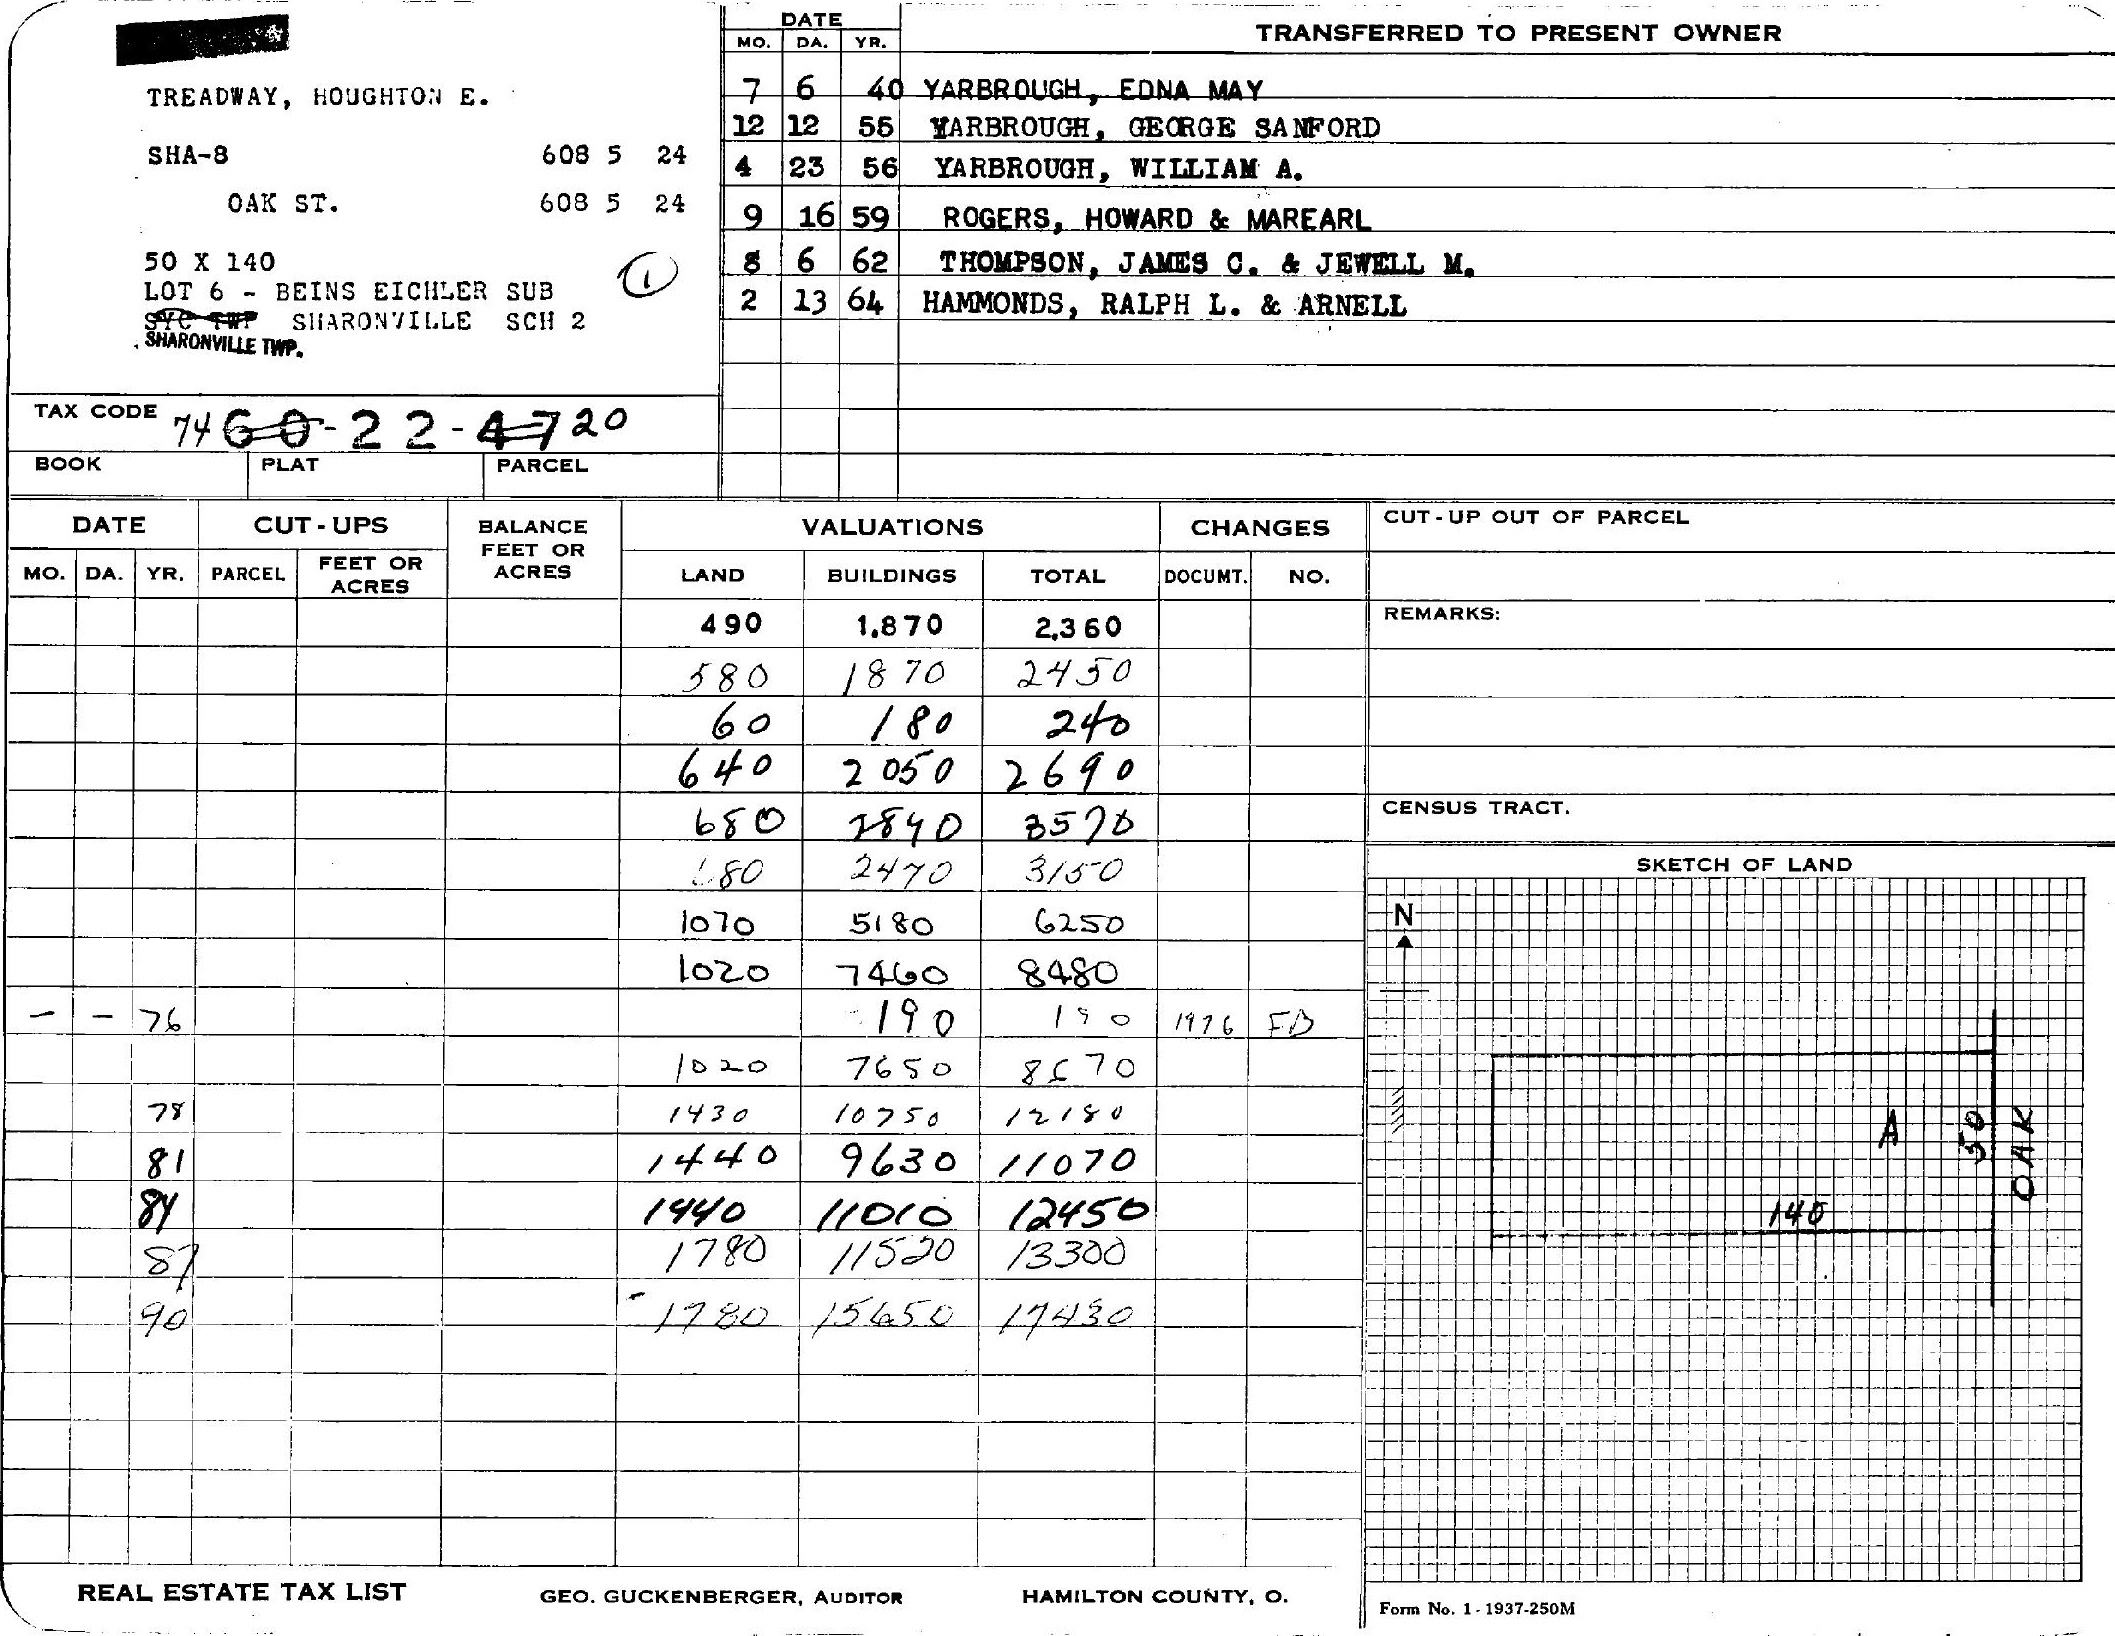 TREADWAY, HOUGHTON E.
SHA-8 608 5 24
OAK ST. 608 5 24
50 X 140
LOT 6 - BEINS EICHLER SUB
1
SYC TWP SHARONVILLE SCH 2
SHARONVILLE TWP.
TAX CODE 74 60-22-47 20
BOOK PLAT PARCEL
DATE TRANSFERRED TO PRESENT OWNER
MO. DA. YR.
7 6 40 YARBROUGH, EDNA MAY
12 12 55 YARBROUGH, GEORGE SANFORD
4 23 56 YARBROUGH, WILLIAM A.
9 16 59 ROGERS, HOWARD & MAREARL
8 6 62 THOMPSON, JAMES C. & JEWELL M.
2 13 64 HAMMONDS, RALPH L. & ARNELL
DATE CUT-UPS BALANCE FEET OR ACRES VALUATIONS CHANGES
MO. DA. YR. PARCEL FEET OR ACRES LAND BUILDINGS TOTAL DOCUMT. NO.
490 1,870 2,360
580 1870 2450
60 180 240
640 2050 2690
680 2840 3570
680 2470 3150
1070 5180 6250
1020 7460 8480
- - 76 190 190 1976 FB
1020 7650 8670
78 1430 10750 12180
81 1440 9630 11070
84 1440 11010 12450
87 1780 11520 13300
90 1780 15650 17430
CUT-UP OUT OF PARCEL
REMARKS:
CENSUS TRACT.
SKETCH OF LAND
N
A
50
OAK
140
REAL ESTATE TAX LIST GEO. GUCKENBERGER, AUDITOR HAMILTON COUNTY, O.
Form No. 1-1937-250M